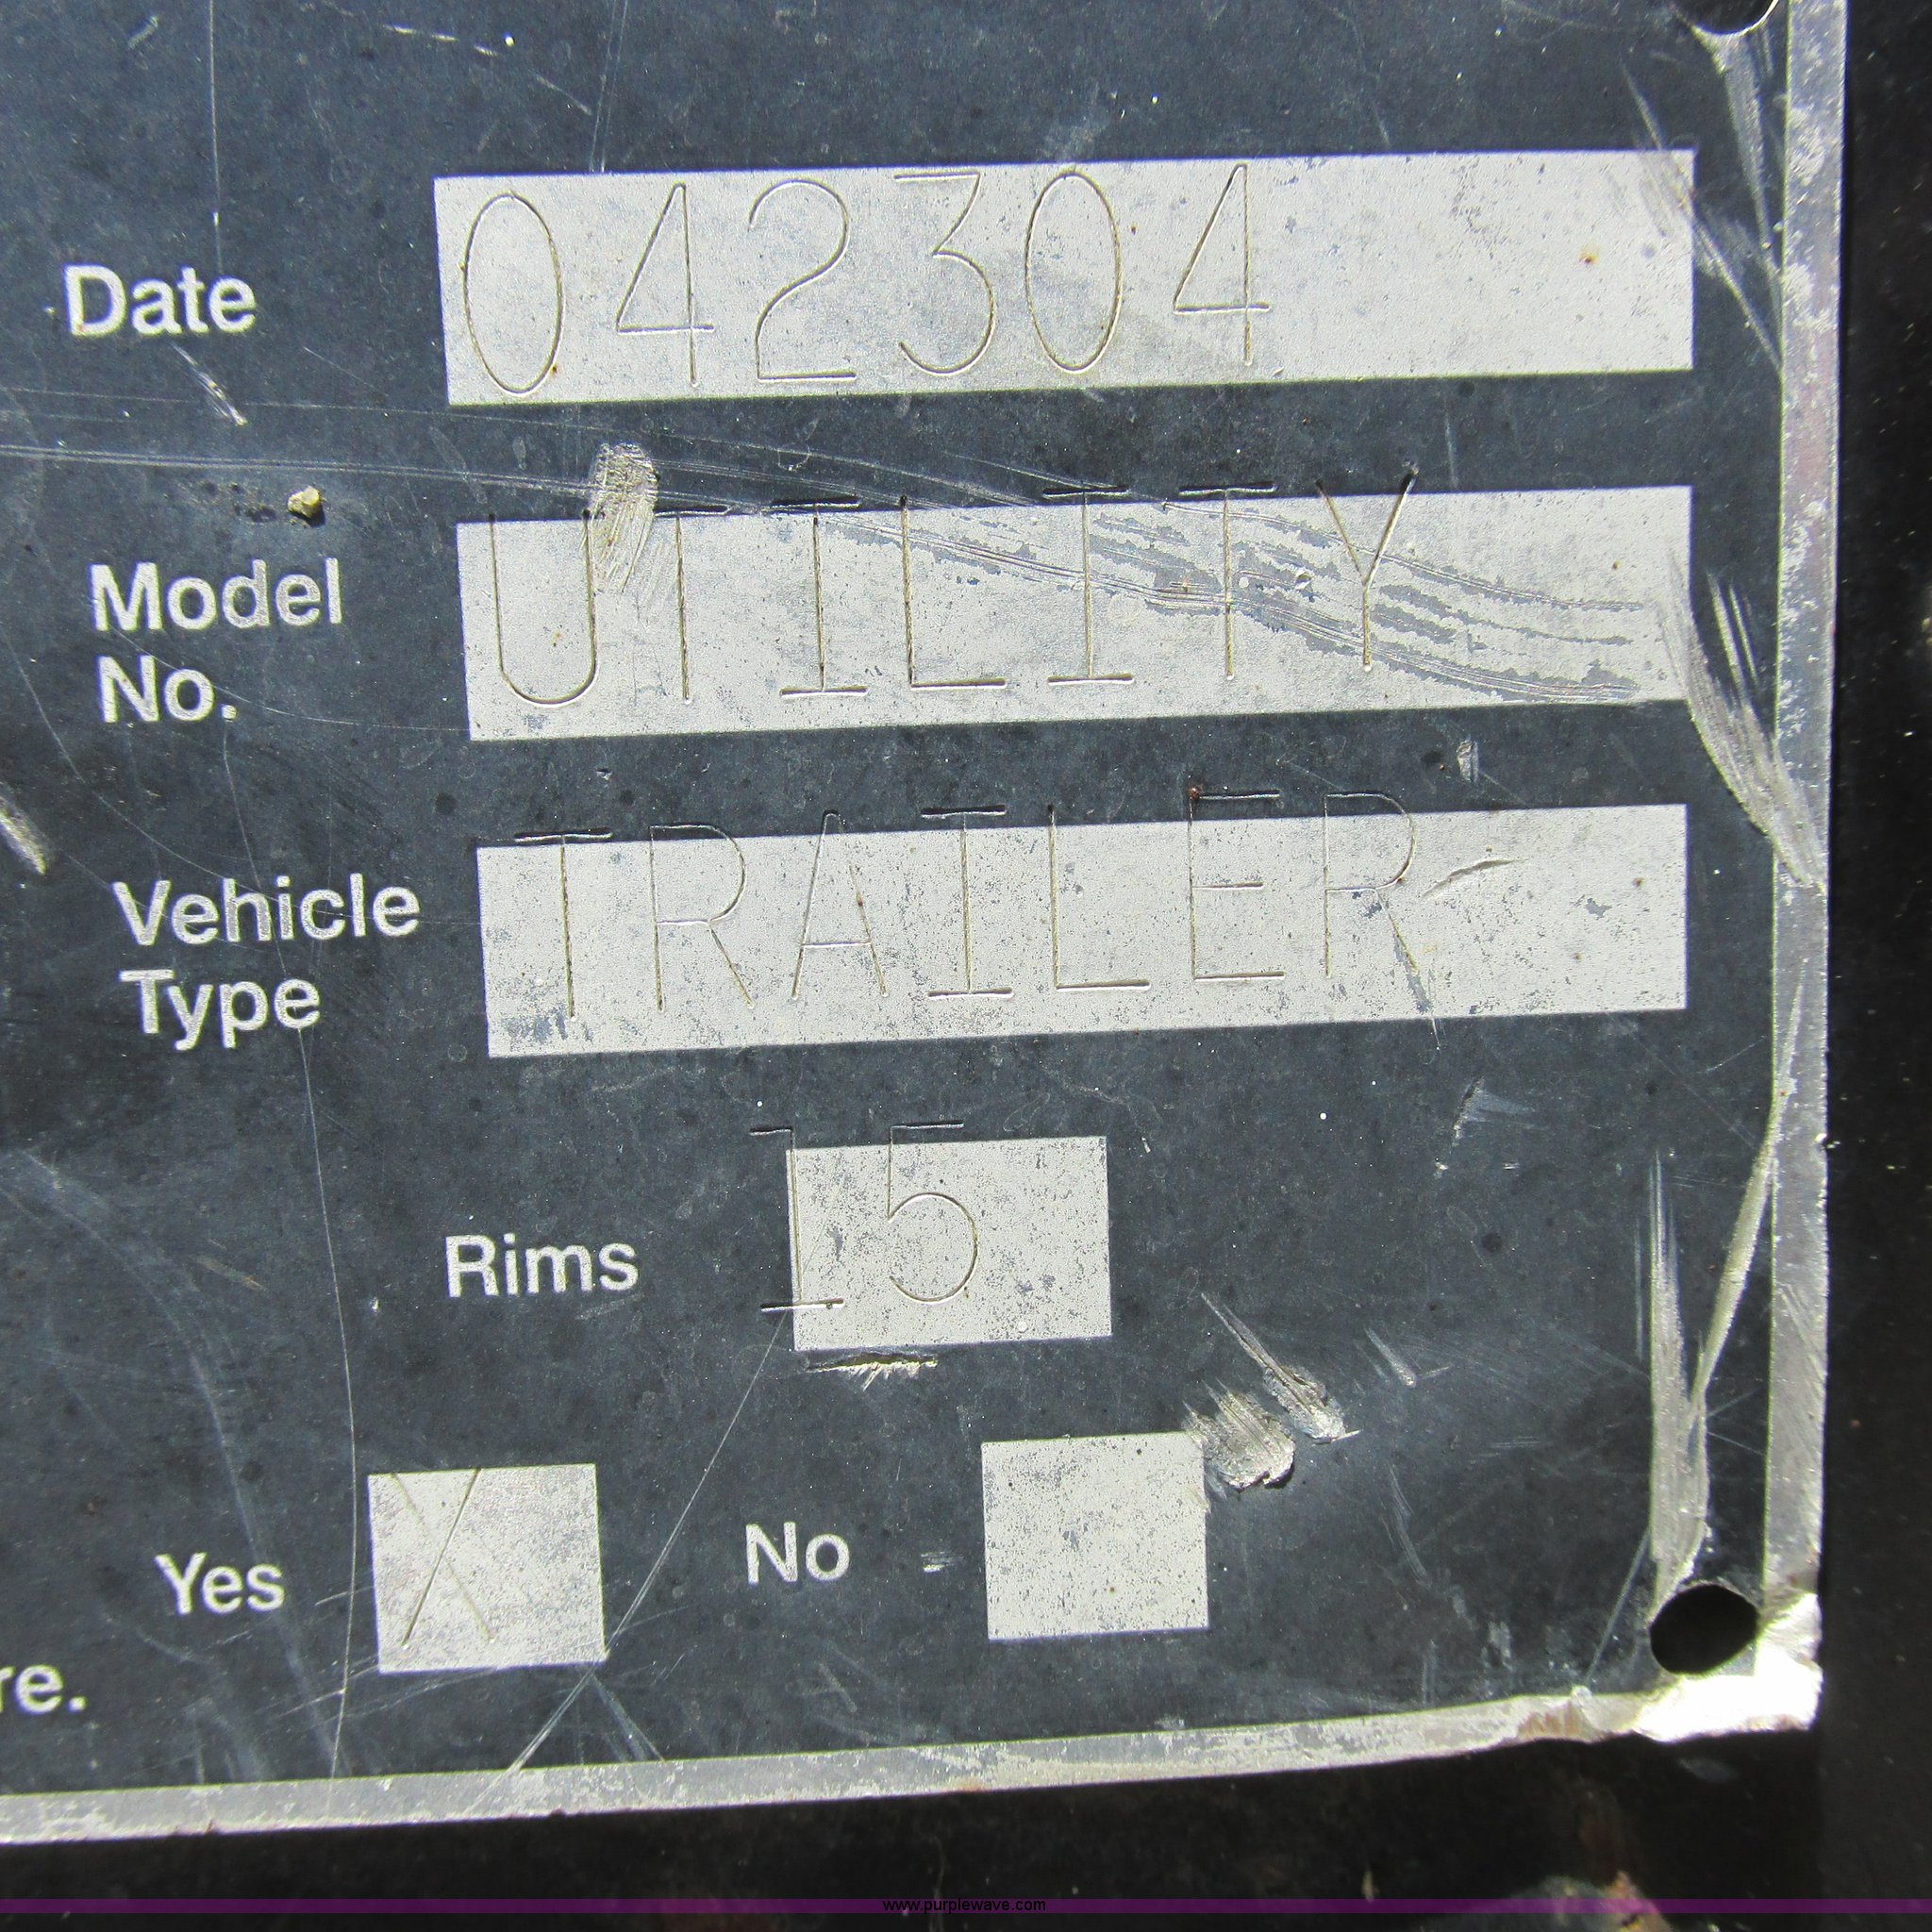 Date 042304
Model No. UTILITY
Vehicle Type TRAILER
Rims 15
Yes X No
re.
www.purplewave.com